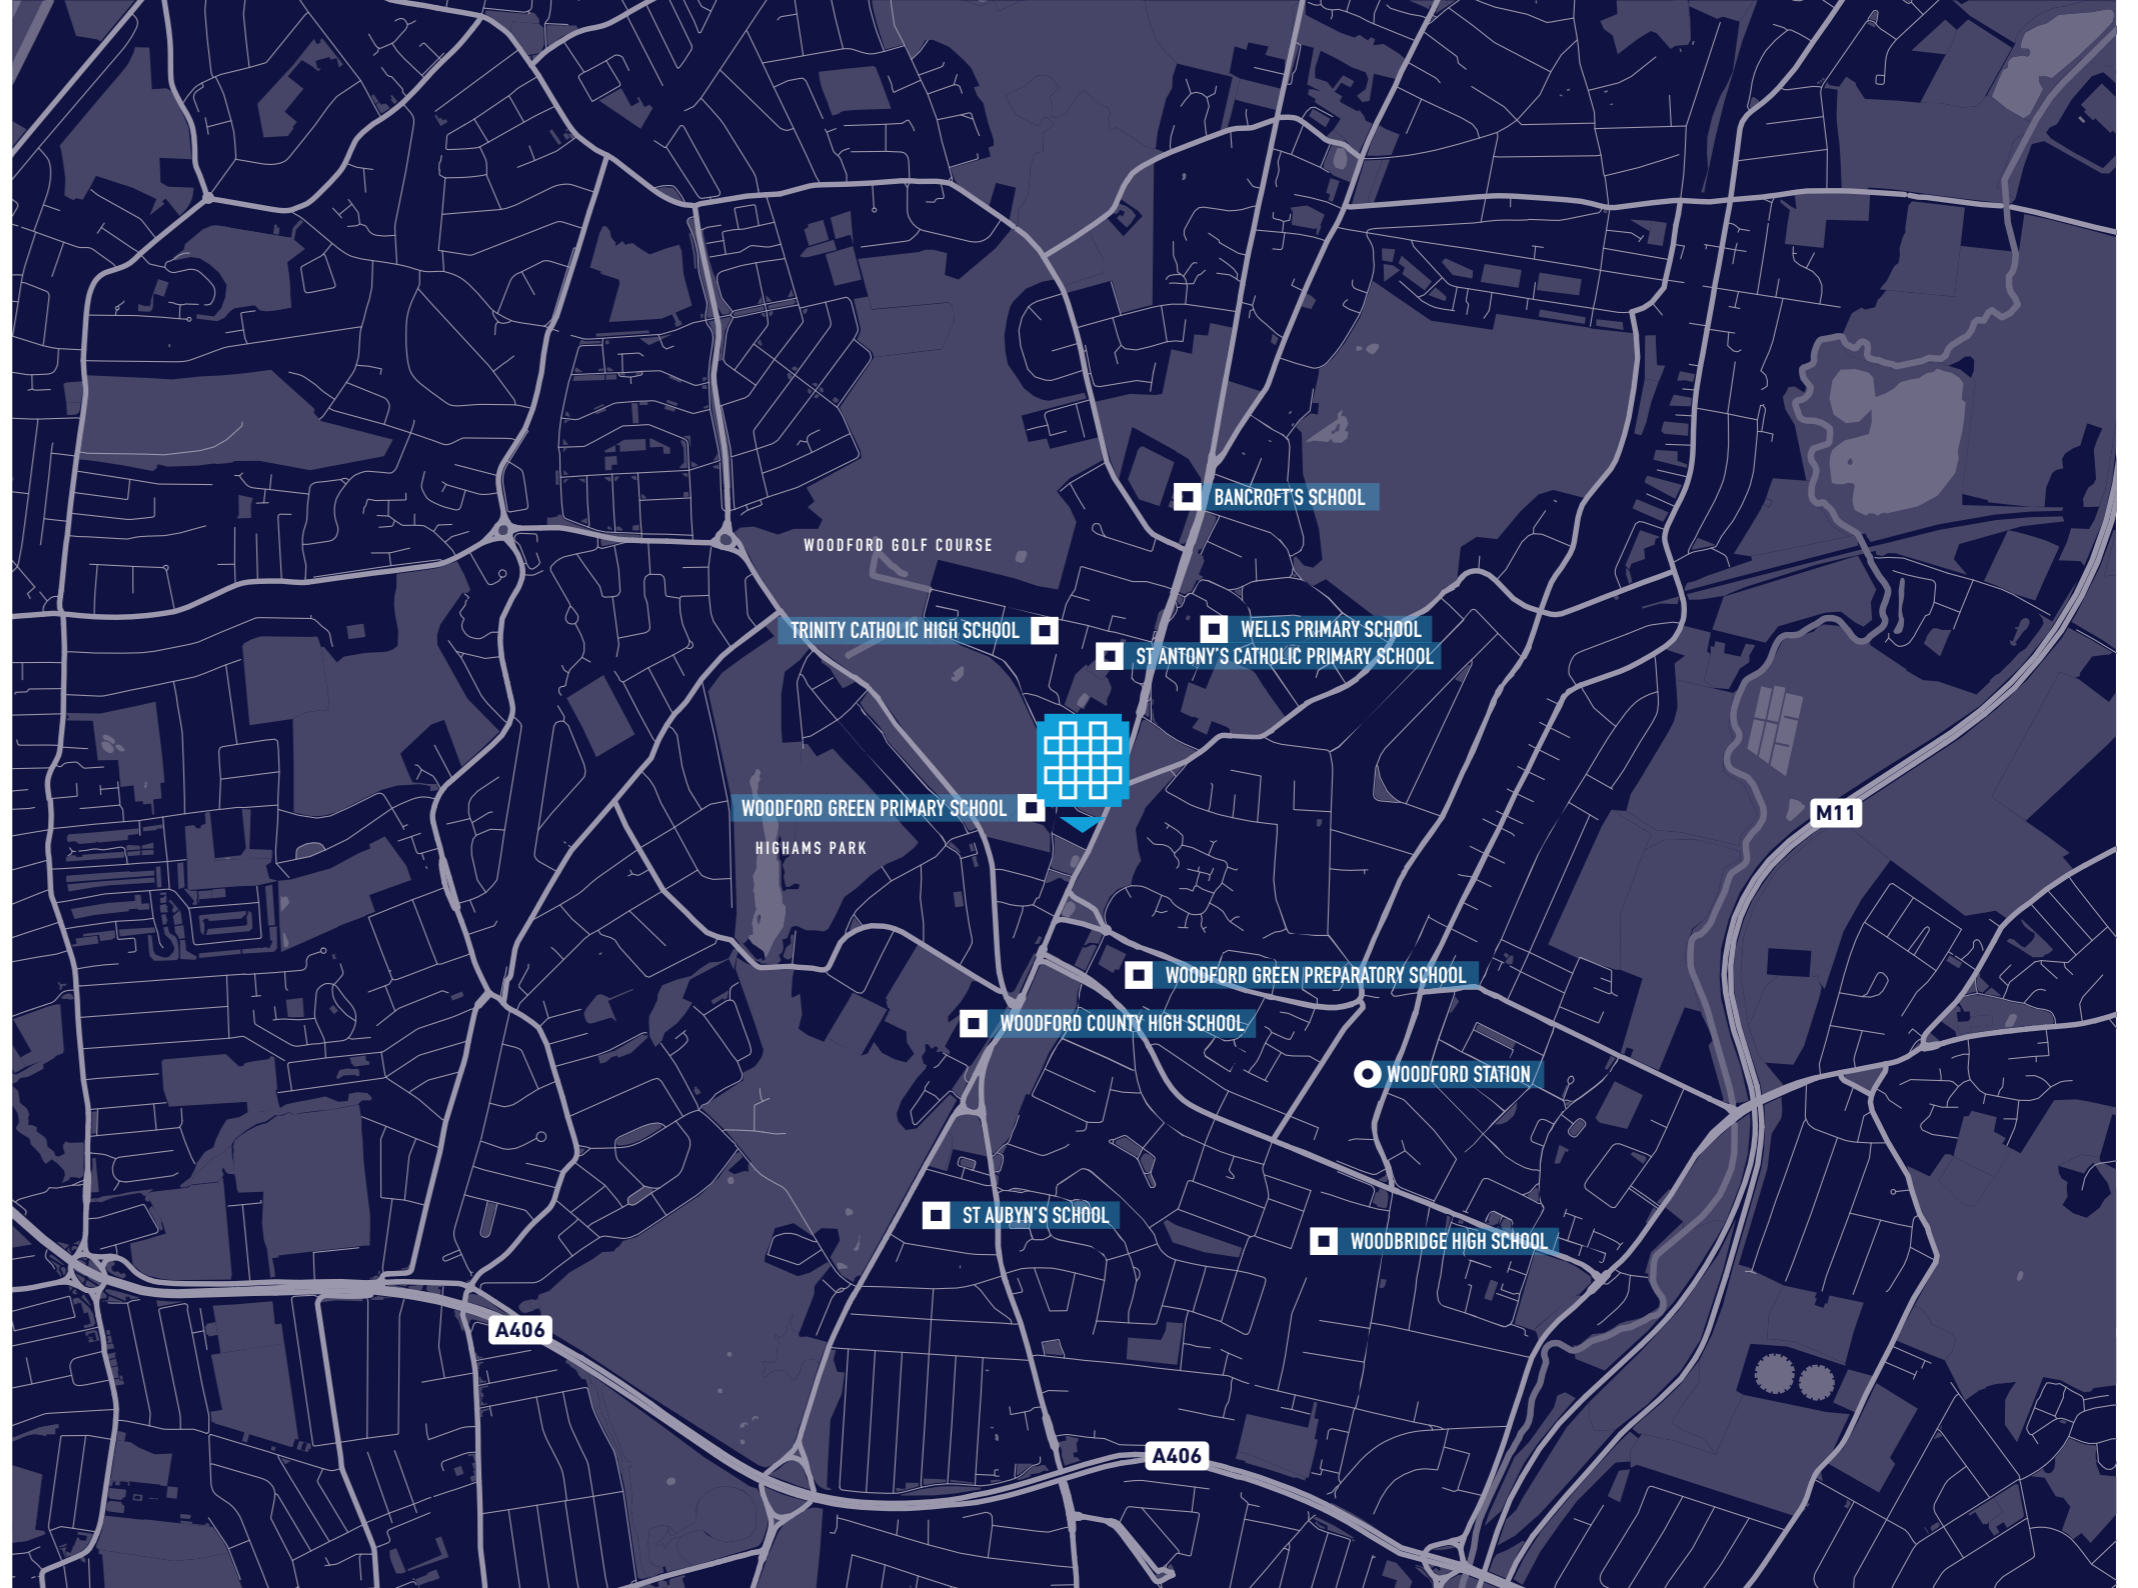 BANCROFT'S SCHOOL
WOODFORD GOLF COURSE
TRINITY CATHOLIC HIGH SCHOOL
WELLS PRIMARY SCHOOL
ST ANTONY'S CATHOLIC PRIMARY SCHOOL
WOODFORD GREEN PRIMARY SCHOOL
M11
HIGHAMS PARK
WOODFORD GREEN PREPARATORY SCHOOL
WOODFORD COUNTY HIGH SCHOOL
WOODFORD STATION
ST AUBYN'S SCHOOL
WOODBRIDGE HIGH SCHOOL
A406
A406